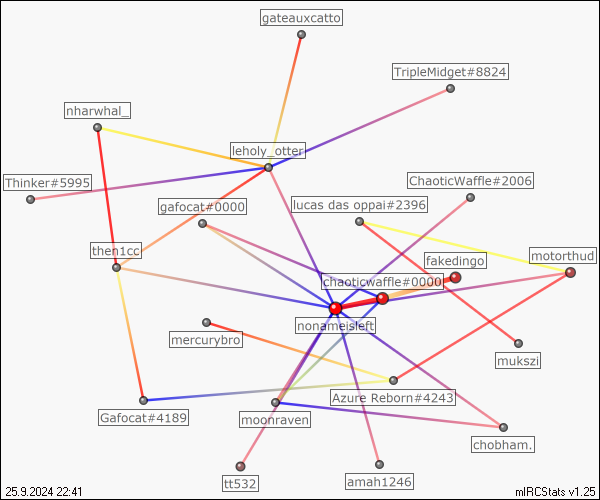 gateauxcatto
TripleMidget#8824
nharwhal_
leholy_otter
Thinker#5995
ChaoticWaffle#2006
gafocat#0000
lucas das oppai#2396
then1cc
motorthud
fakedingo
chaoticwaffle#0000
nonameisleft
mercurybro
mukszi
Azure Reborn#4243
Gafocat#4189
moonraven
chobham.
tt532
amah1246
25.9.2024 22:41
mIRCStats v1.25